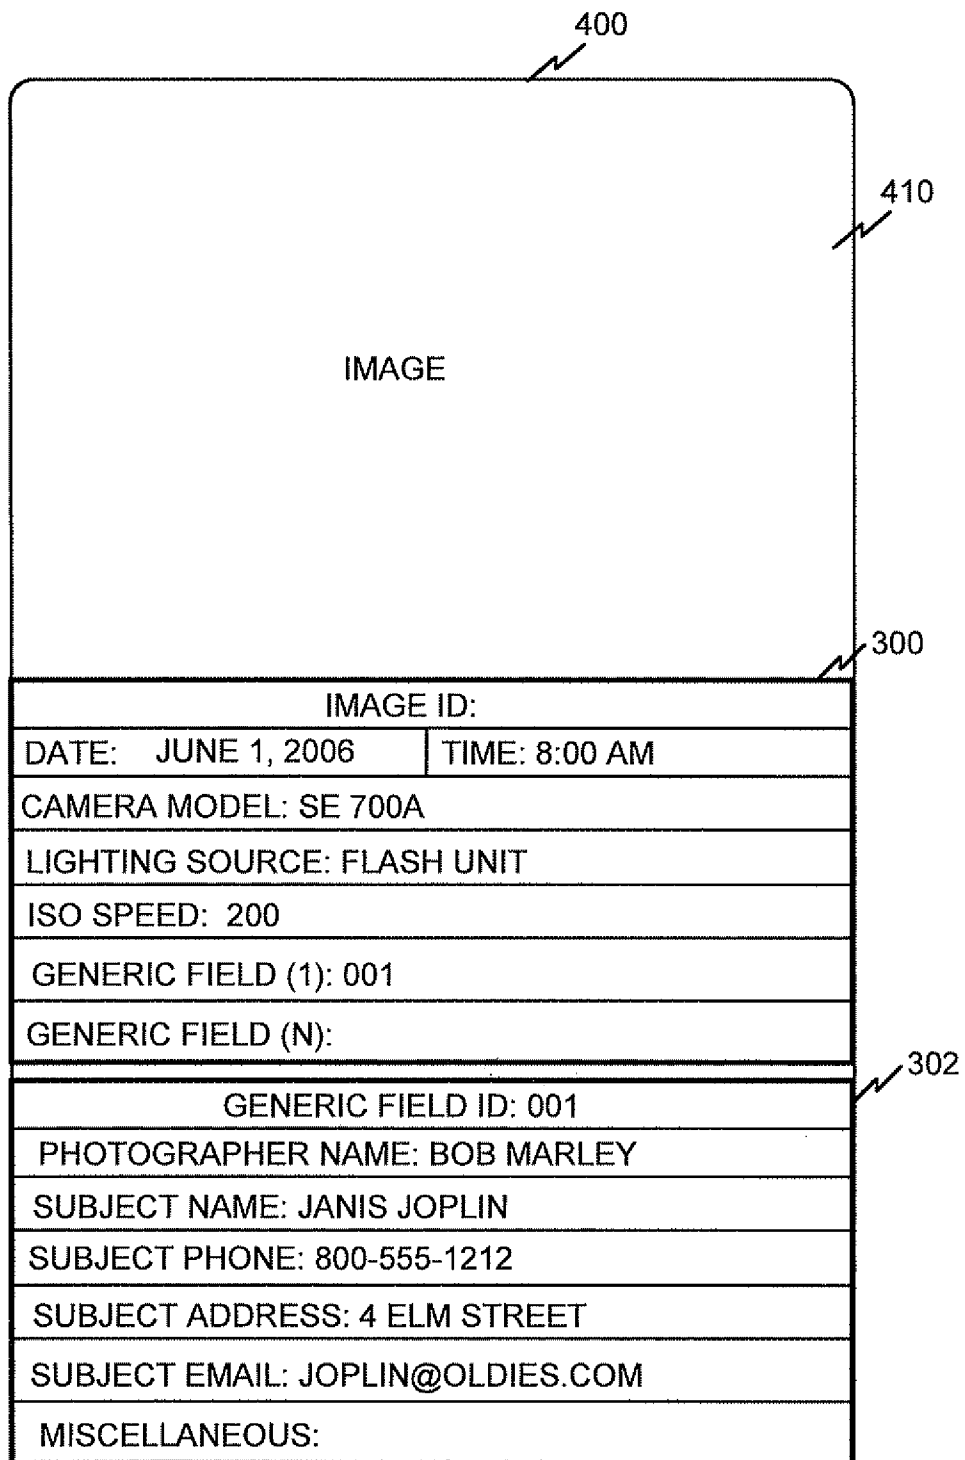 400
410
IMAGE
300
IMAGE ID:
DATE: JUNE 1, 2006 TIME: 8:00 AM
CAMERA MODEL: SE 700A
LIGHTING SOURCE: FLASH UNIT
ISO SPEED: 200
GENERIC FIELD (1): 001
GENERIC FIELD (N):
302
GENERIC FIELD ID: 001
PHOTOGRAPHER NAME: BOB MARLEY
SUBJECT NAME: JANIS JOPLIN
SUBJECT PHONE: 800-555-1212
SUBJECT ADDRESS: 4 ELM STREET
SUBJECT EMAIL: JOPLIN@OLDIES.COM
MISCELLANEOUS: